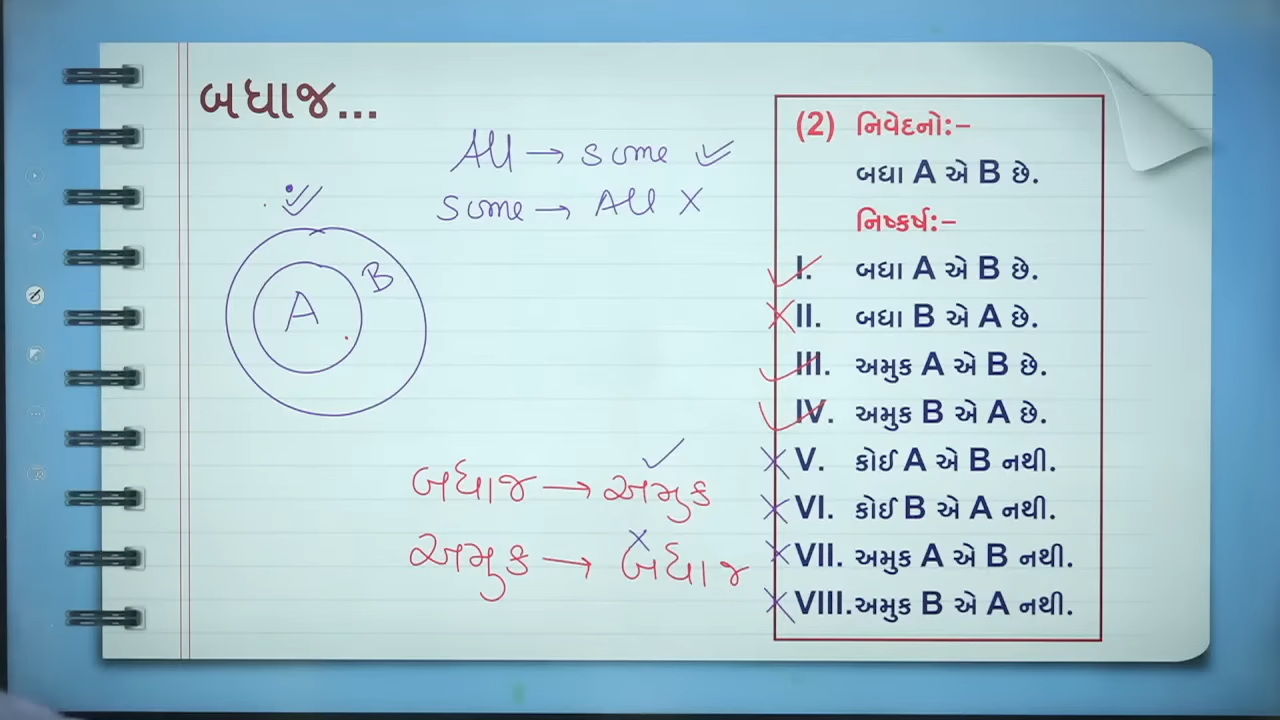 બધાજ...
All → some ✓
some → All X
A
B
બધાજ → અમુક ✓
અમુક → બધાજ X
(2) નિવેદનો:–
બધા A એ B છે.
નિષ્કર્ષ:–
I. બધા A એ B છે.
II. બધા B એ A છે.
III. અમુક A એ B છે.
IV. અમુક B એ A છે.
V. કોઈ A એ B નથી.
VI. કોઈ B એ A નથી.
VII. અમુક A એ B નથી.
VIII. અમુક B એ A નથી.